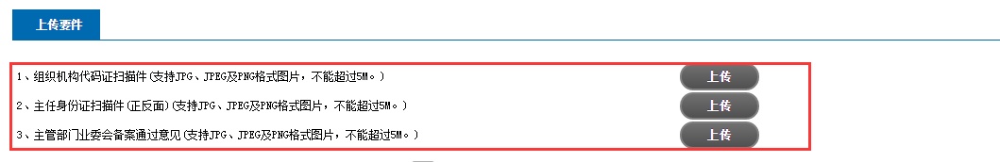 上传要件
1、组织机构代码证扫描件(支持JPG、JPEG及PNG格式图片，不能超过5M。) 上传
2、主任身份证扫描件(正反面)(支持JPG、JPEG及PNG格式图片，不能超过5M。) 上传
3、主管部门业委会备案通过意见(支持JPG、JPEG及PNG格式图片，不能超过5M。) 上传